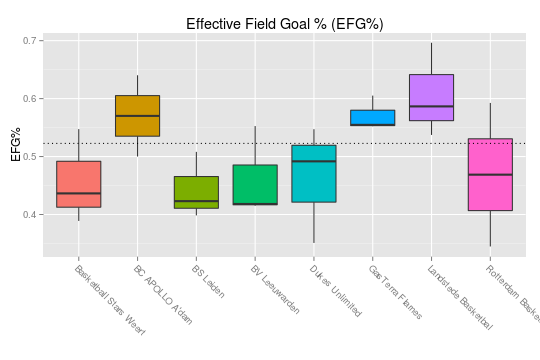 Effective Field Goal % (EFG%)
EFG%
0.7
0.6
0.5
0.4
Basketball Stars Weert
BC APOLLO A'dam
BS Leiden
BV Leeuwarden
Dukes Unlimited
GasTerra Flames
Landstede Basketbal
Rotterdam Baske